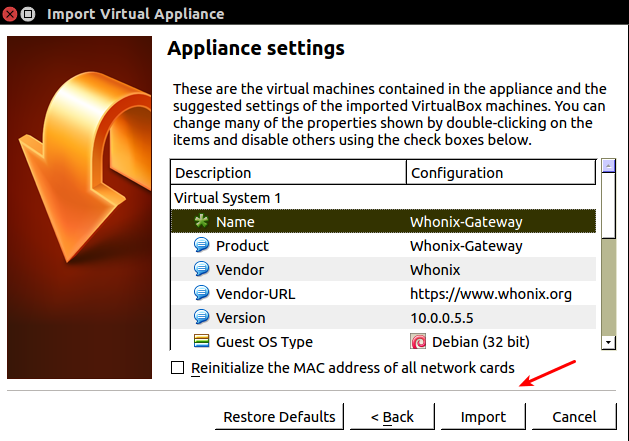 Import Virtual Appliance
Appliance settings
These are the virtual machines contained in the appliance and the
suggested settings of the imported VirtualBox machines. You can
change many of the properties shown by double-clicking on the
items and disable others using the check boxes below.
Description Configuration
Virtual System 1
Name Whonix-Gateway
Product Whonix-Gateway
Vendor Whonix
Vendor-URL https://www.whonix.org
Version 10.0.0.5.5
Guest OS Type Debian (32 bit)
Reinitialize the MAC address of all network cards
Restore Defaults < Back Import Cancel